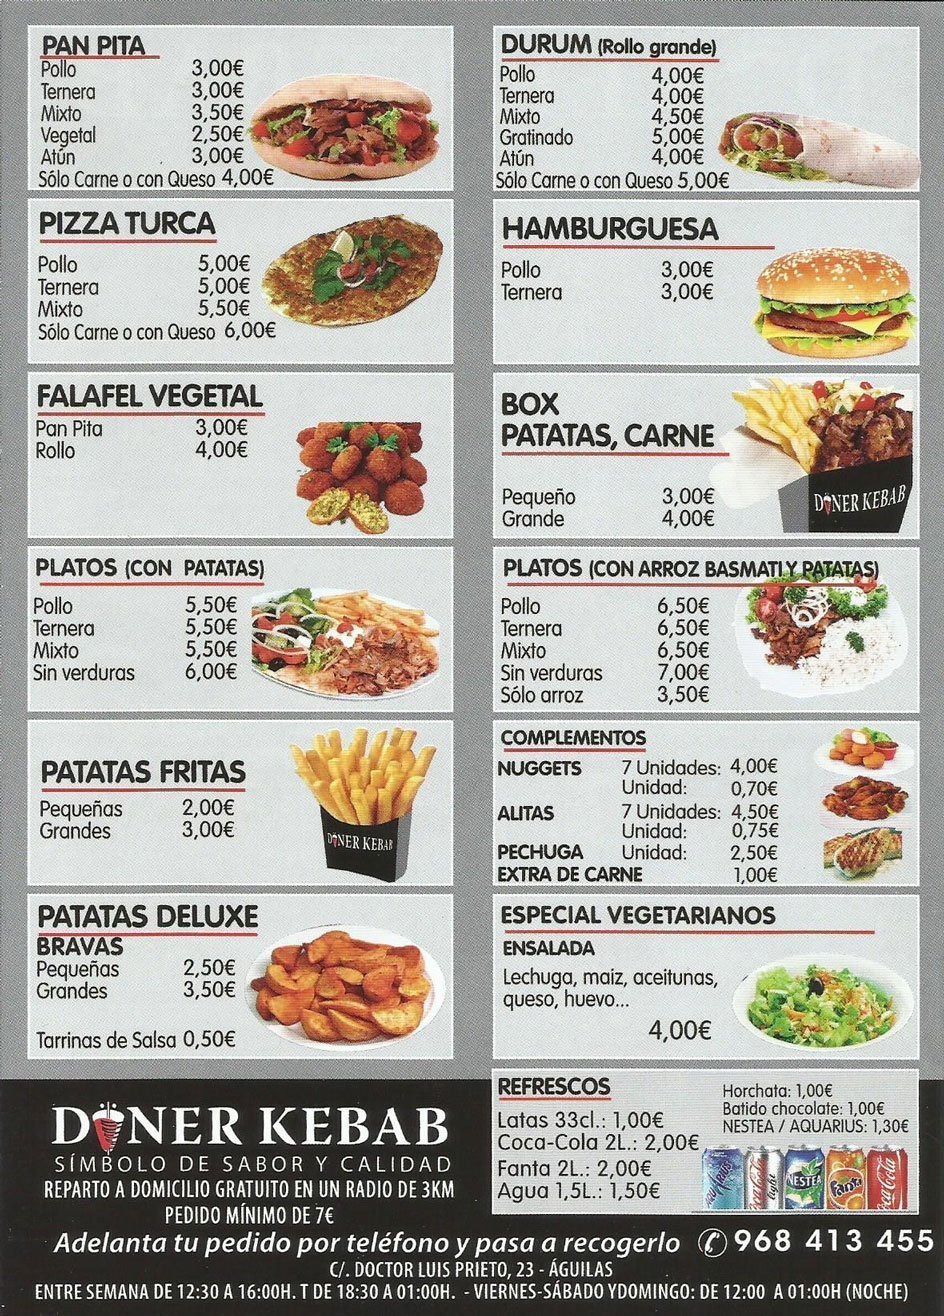 PAN PITA
Pollo 3,00€
Ternera 3,00€
Mixto 3,50€
Vegetal 2,50€
Atún 3,00€
Sólo Carne o con Queso 4,00€
DURUM (Rollo grande)
Pollo 4,00€
Ternera 4,00€
Mixto 4,50€
Gratinado 5,00€
Atún 4,00€
Sólo Carne o con Queso 5,00€
PIZZA TURCA
Pollo 5,00€
Ternera 5,00€
Mixto 5,50€
Sólo Carne o con Queso 6,00€
HAMBURGUESA
Pollo 3,00€
Ternera 3,00€
FALAFEL VEGETAL
Pan Pita 3,00€
Rollo 4,00€
BOX
PATATAS, CARNE
Pequeño 3,00€
Grande 4,00€
DÖNER KEBAB
PLATOS (CON PATATAS)
Pollo 5,50€
Ternera 5,50€
Mixto 5,50€
Sin verduras 6,00€
PLATOS (CON ARROZ BASMATI Y PATATAS)
Pollo 6,50€
Ternera 6,50€
Mixto 6,50€
Sin verduras 7,00€
Sólo arroz 3,50€
PATATAS FRITAS
Pequeñas 2,00€
Grandes 3,00€
DÖNER KEBAB
COMPLEMENTOS
NUGGETS 7 Unidades: 4,00€
Unidad: 0,70€
ALITAS 7 Unidades: 4,50€
Unidad: 0,75€
PECHUGA Unidad: 2,50€
EXTRA DE CARNE 1,00€
PATATAS DELUXE
BRAVAS
Pequeñas 2,50€
Grandes 3,50€
Tarrinas de Salsa 0,50€
ESPECIAL VEGETARIANOS
ENSALADA
Lechuga, maiz, aceitunas,
queso, huevo...
4,00€
REFRESCOS
Latas 33cl.: 1,00€
Coca-Cola 2L.: 2,00€
Fanta 2L.: 2,00€
Agua 1,5L.: 1,50€
Horchata: 1,00€
Batido chocolate: 1,00€
NESTEA / AQUARIUS: 1,30€
Coca-Cola light
NESTEA
Fanta
Coca-Cola
DÖNER KEBAB
SÍMBOLO DE SABOR Y CALIDAD
REPARTO A DOMICILIO GRATUITO EN UN RADIO DE 3KM
PEDIDO MÍNIMO DE 7€
Adelanta tu pedido por teléfono y pasa a recogerlo 968 413 455
C/. DOCTOR LUIS PRIETO, 23 - ÁGUILAS
ENTRE SEMANA DE 12:30 A 16:00H. T DE 18:30 A 01:00H. - VIERNES-SÁBADO YDOMINGO: DE 12:00 A 01:00H (NOCHE)